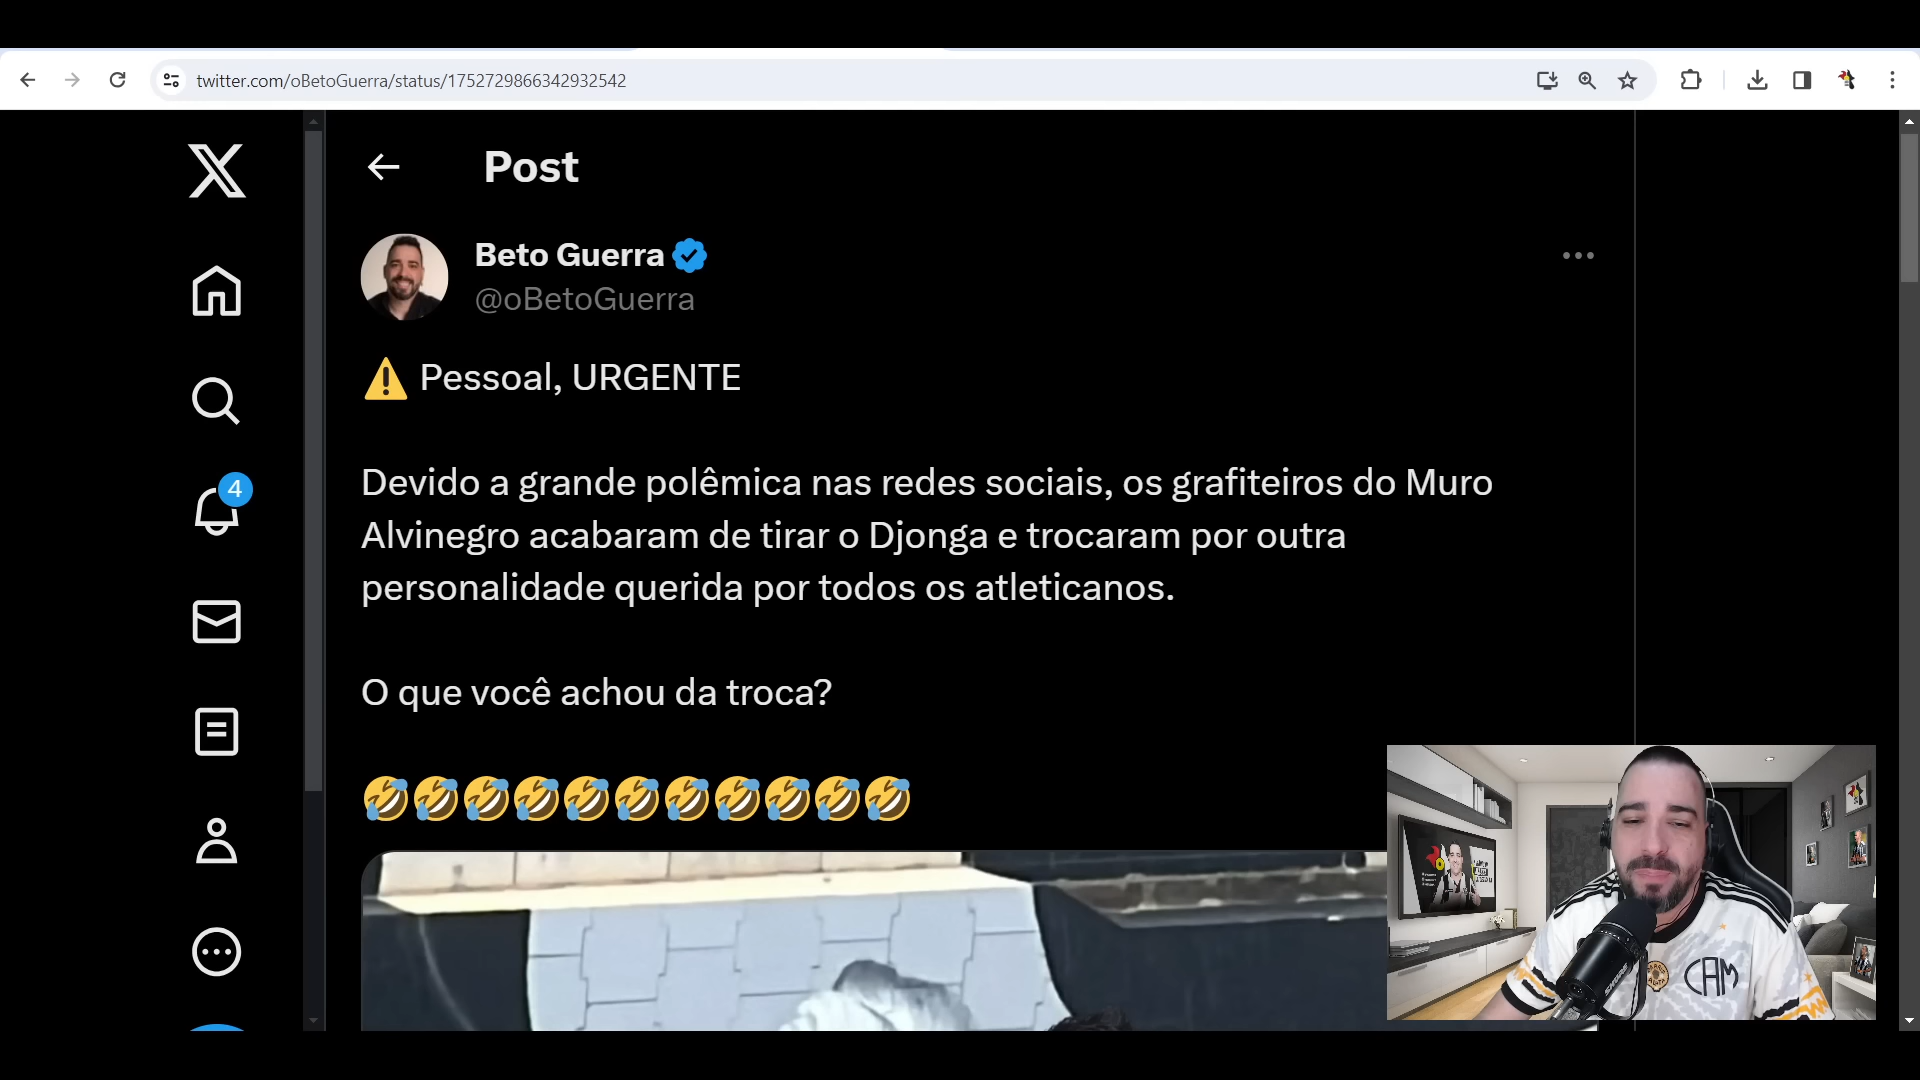 twitter.com/oBetoGuerra/status/1752729866342932542
Post
Beto Guerra
@oBetoGuerra
4
⚠️ Pessoal, URGENTE
Devido a grande polêmica nas redes sociais, os grafiteiros do Muro
Alvinegro acabaram de tirar o Djonga e trocaram por outra
personalidade querida por todos os atleticanos.
O que você achou da troca?
🤣🤣🤣🤣🤣🤣🤣🤣🤣🤣🤣
CAM